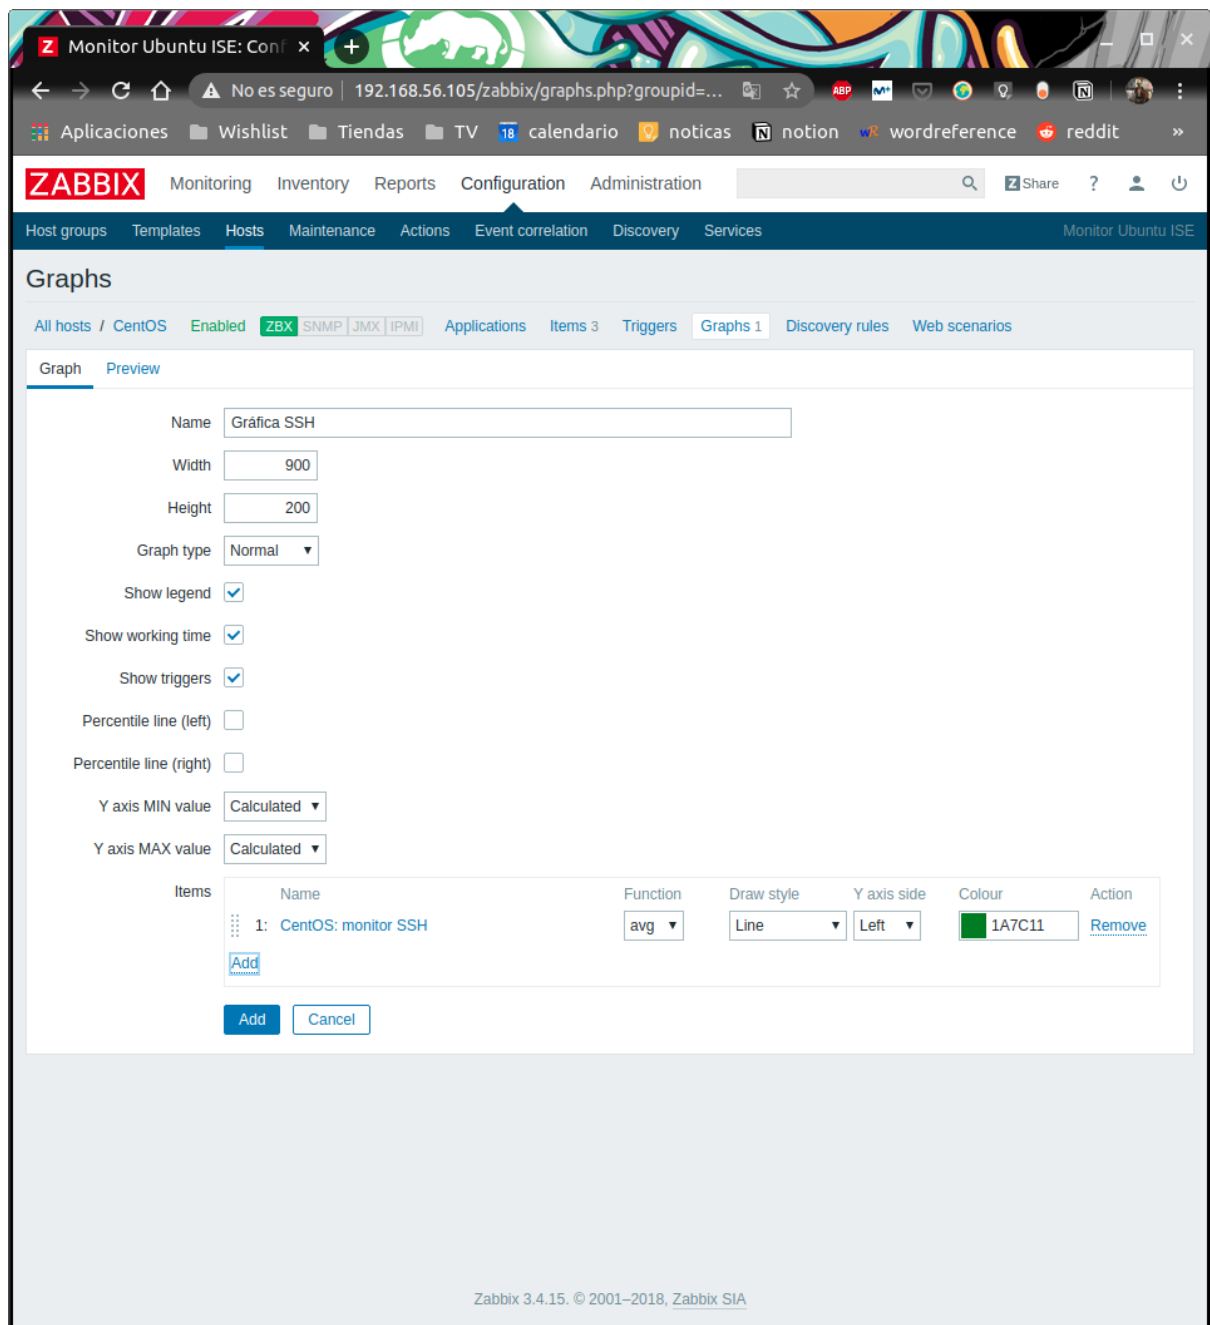 Z Monitor Ubuntu ISE: Conf × +
No es seguro | 192.168.56.105/zabbix/graphs.php?groupid=... ABP
Aplicaciones Wishlist Tiendas TV 18 calendario noticas notion wR wordreference reddit »
ZABBIX Monitoring Inventory Reports Configuration Administration Z Share ?
Host groups Templates Hosts Maintenance Actions Event correlation Discovery Services Monitor Ubuntu ISE
Graphs
All hosts / CentOS Enabled ZBX SNMP JMX IPMI Applications Items 3 Triggers Graphs 1 Discovery rules Web scenarios
Graph Preview
Name Gráfica SSH
Width 900
Height 200
Graph type Normal
Show legend
Show working time
Show triggers
Percentile line (left)
Percentile line (right)
Y axis MIN value Calculated
Y axis MAX value Calculated
Items Name Function Draw style Y axis side Colour Action
1: CentOS: monitor SSH avg Line Left 1A7C11 Remove
Add
Add Cancel
Zabbix 3.4.15. © 2001–2018, Zabbix SIA